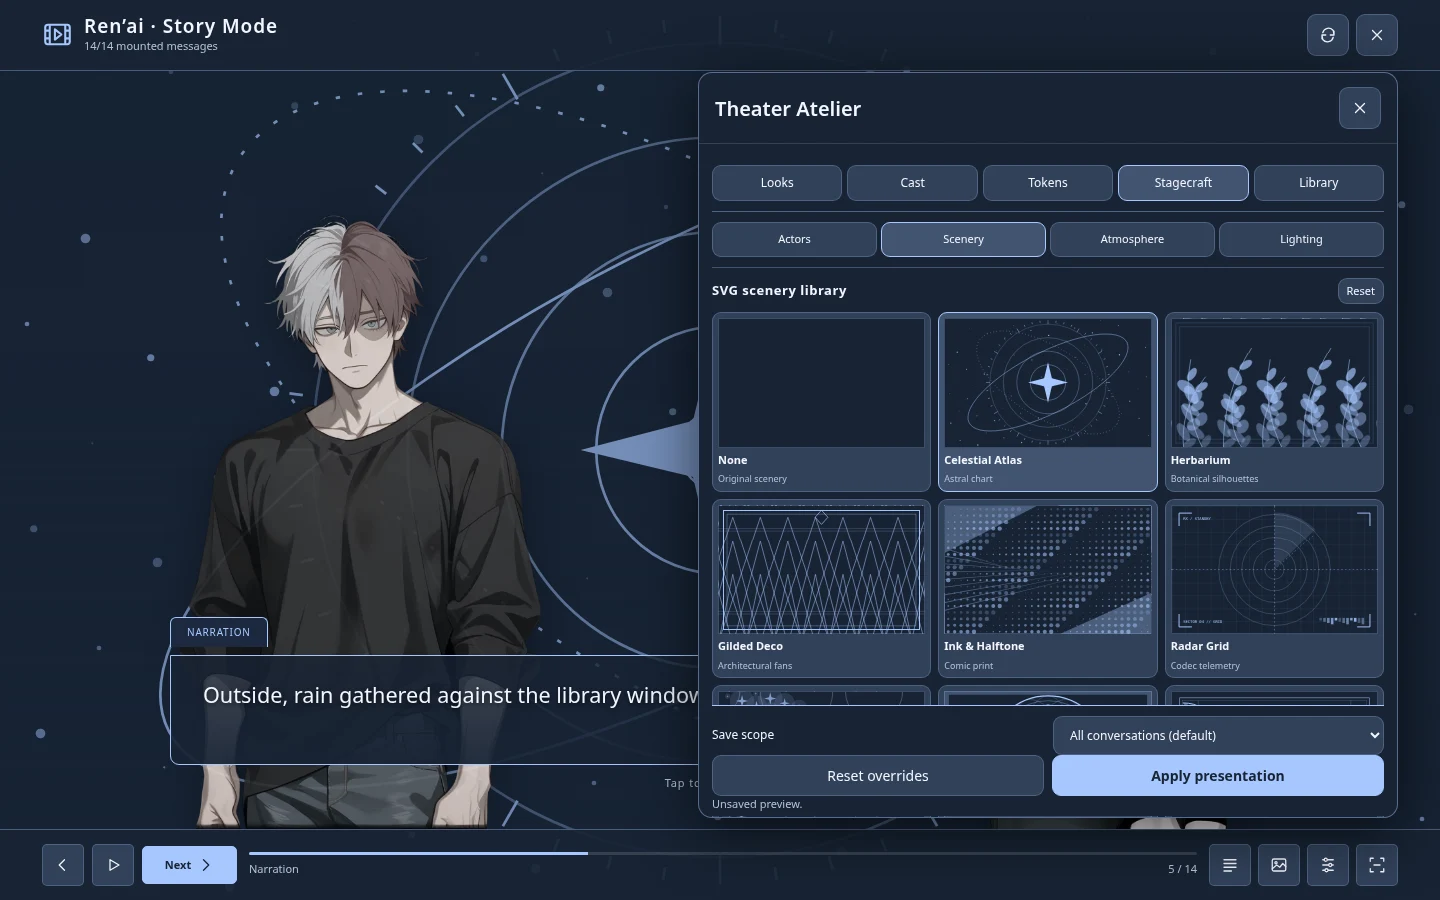 Ren'ai · Story Mode
14/14 mounted messages
Theater Atelier
Looks
Cast
Tokens
Stagecraft
Library
Actors
Scenery
Atmosphere
Lighting
SVG scenery library
Reset
None
Original scenery
Celestial Atlas
Astral chart
Herbarium
Botanical silhouettes
Gilded Deco
Architectural fans
Ink & Halftone
Comic print
Radar Grid
Codec telemetry
NARRATION
Outside, rain gathered against the library window
Tap to
Save scope
All conversations (default)
Reset overrides
Apply presentation
Unsaved preview.
Next
Narration
5 / 14